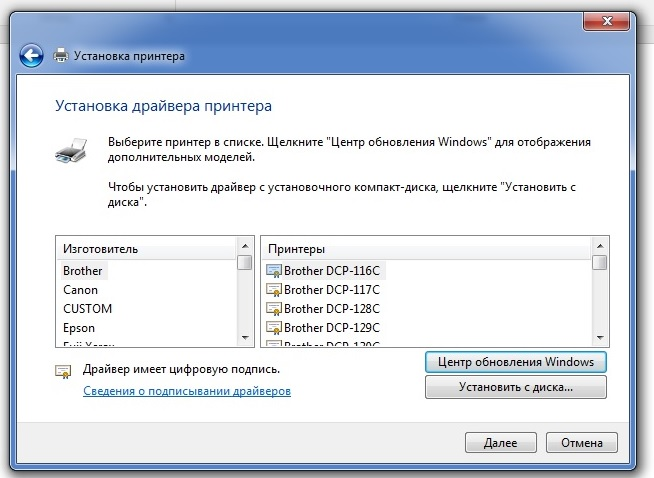 Установка принтера
Установка драйвера принтера
Выберите принтер в списке. Щелкните "Центр обновления Windows" для отображения
дополнительных моделей.
Чтобы установить драйвер с установочного компакт-диска, щелкните "Установить с
диска".
Изготовитель
Brother
Canon
CUSTOM
Epson
Принтеры
Brother DCP-116C
Brother DCP-117C
Brother DCP-128C
Brother DCP-129C
Драйвер имеет цифровую подпись.
Сведения о подписывании драйверов
Центр обновления Windows
Установить с диска...
Далее
Отмена